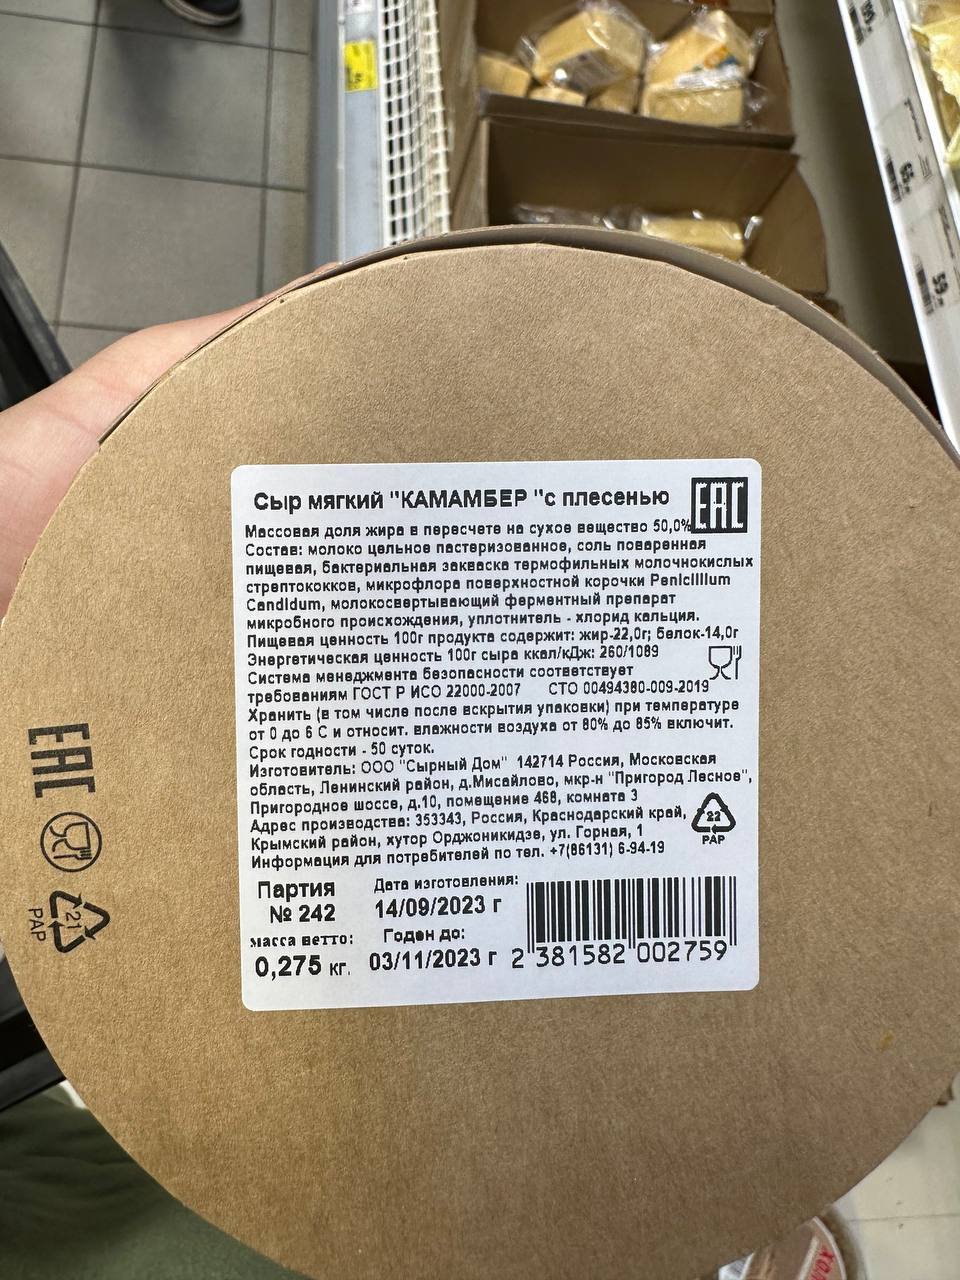 Сыр мягкий "КАМАМБЕР "с плесенью
EAC
Массовая доля жира в пересчете на сухое вещество 50,0%
Состав: молоко цельное пастеризованное, соль поваренная
пищевая, бактериальная закваска термофильных молочнокислых
стрептококков, микрофлора поверхностной корочки Penicillium
Candidum, молокосвертывающий ферментный препарат
микробного происхождения, уплотнитель - хлорид кальция.
Пищевая ценность 100г продукта содержит: жир-22,0г; белок-14,0г
Энергетическая ценность 100г сыра ккал/кДж: 260/1089
Система менеджмента безопасности соответствует
требованиям ГОСТ Р ИСО 22000-2007 СТО 00494380-009-2019
Хранить (в том числе после вскрытия упаковки) при температуре
от 0 до 6 С и относит. влажности воздуха от 80% до 85% включит.
Срок годности - 50 суток.
Изготовитель: ООО "Сырный Дом" 142714 Россия, Московская
область, Ленинский район, д.Мисайлово, мкр-н "Пригород Лесное",
Пригородное шоссе, д.10, помещение 468, комната 3
Адрес производства: 353343, Россия, Краснодарский край,
Крымский район, хутор Орджоникидзе, ул. Горная, 1
Информация для потребителей по тел. +7(86131) 6-94-19
22
PAP
Партия
№ 242
масса нетто:
0,275 кг.
Дата изготовления:
14/09/2023 г
Годен до:
03/11/2023 г
2 381582 002759
EAC
21
PAP
59